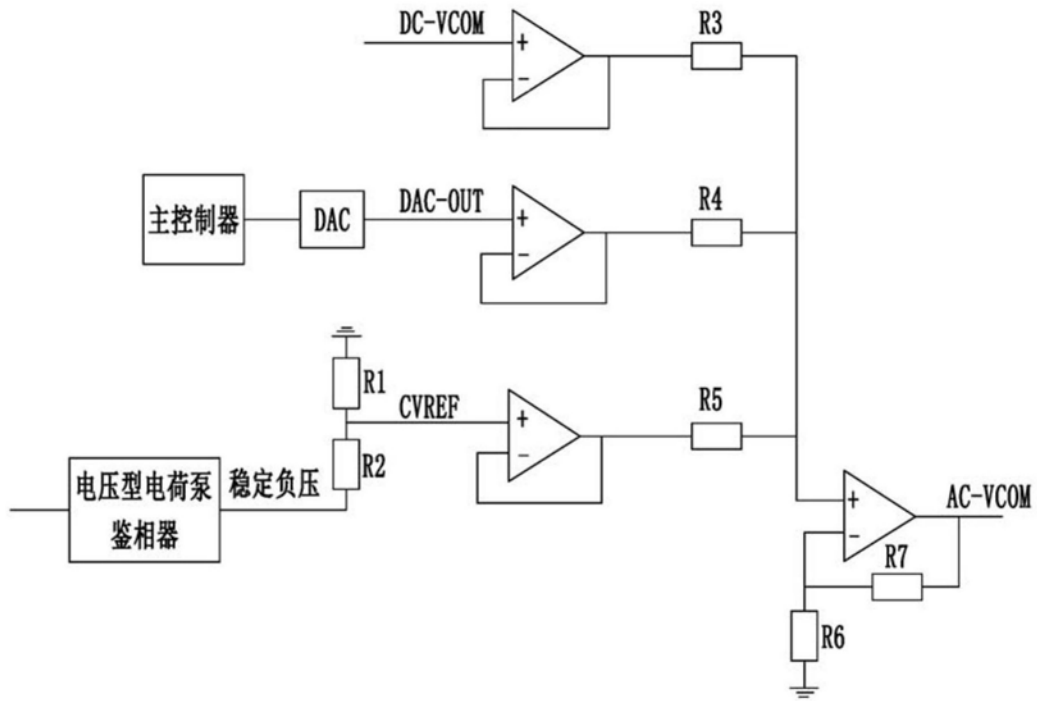 DC-VCOM
+
−
R3
主控制器
DAC
DAC-OUT
+
−
R4
R1
CVREF
+
−
R5
R2
电压型电荷泵
鉴相器
稳定负压
+
−
AC-VCOM
R7
R6